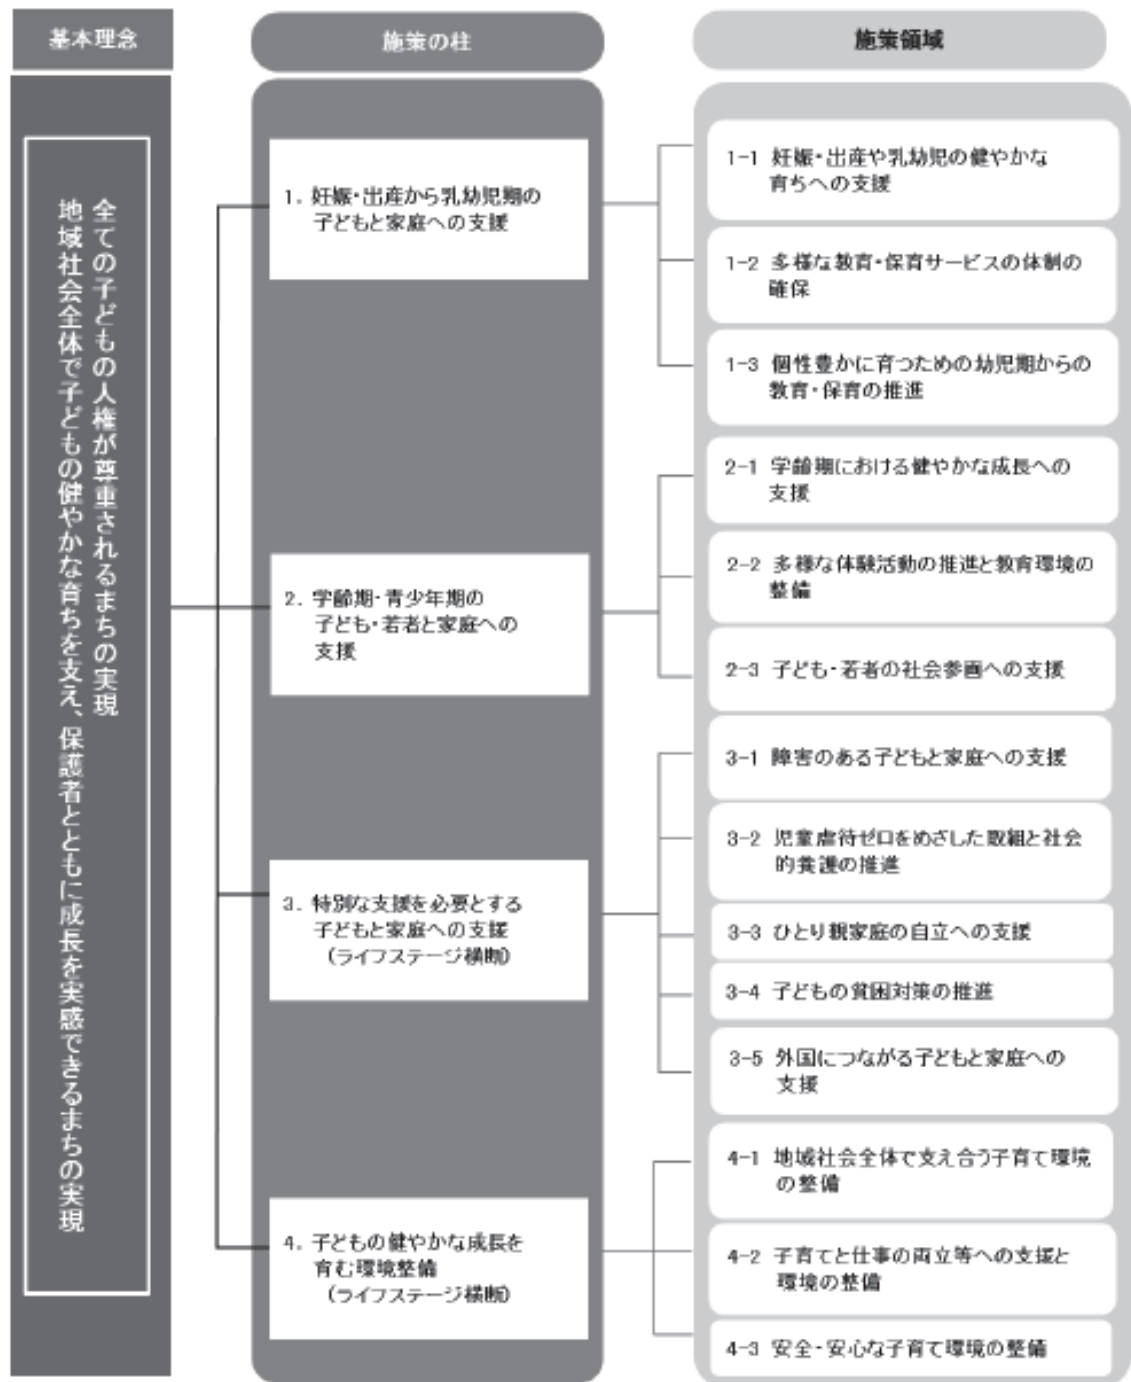 基本理念
施策の柱
施策領域
全ての子どもの人権が尊重されるまちの実現
地域社会全体で子どもの健やかな育ちを支え、保護者とともに成長を実感できるまちの実現
1. 妊娠・出産から乳幼児期の
子どもと家庭への支援
1-1 妊娠・出産や乳幼児の健やかな
育ちへの支援
1-2 多様な教育・保育サービスの体制の
確保
1-3 個性豊かに育つための幼児期からの
教育・保育の推進
2. 学齢期・青少年期の
子ども・若者と家庭への
支援
2-1 学齢期における健やかな成長への
支援
2-2 多様な体験活動の推進と教育環境の
整備
2-3 子ども・若者の社会参画への支援
3. 特別な支援を必要とする
子どもと家庭への支援
（ライフステージ横断）
3-1 障害のある子どもと家庭への支援
3-2 児童虐待ゼロをめざした取組と社会
的養護の推進
3-3 ひとり親家庭の自立への支援
3-4 子どもの貧困対策の推進
3-5 外国につながる子どもと家庭への
支援
4. 子どもの健やかな成長を
育む環境整備
（ライフステージ横断）
4-1 地域社会全体で支え合う子育て環境
の整備
4-2 子育てと仕事の両立等への支援と
環境の整備
4-3 安全・安心な子育て環境の整備